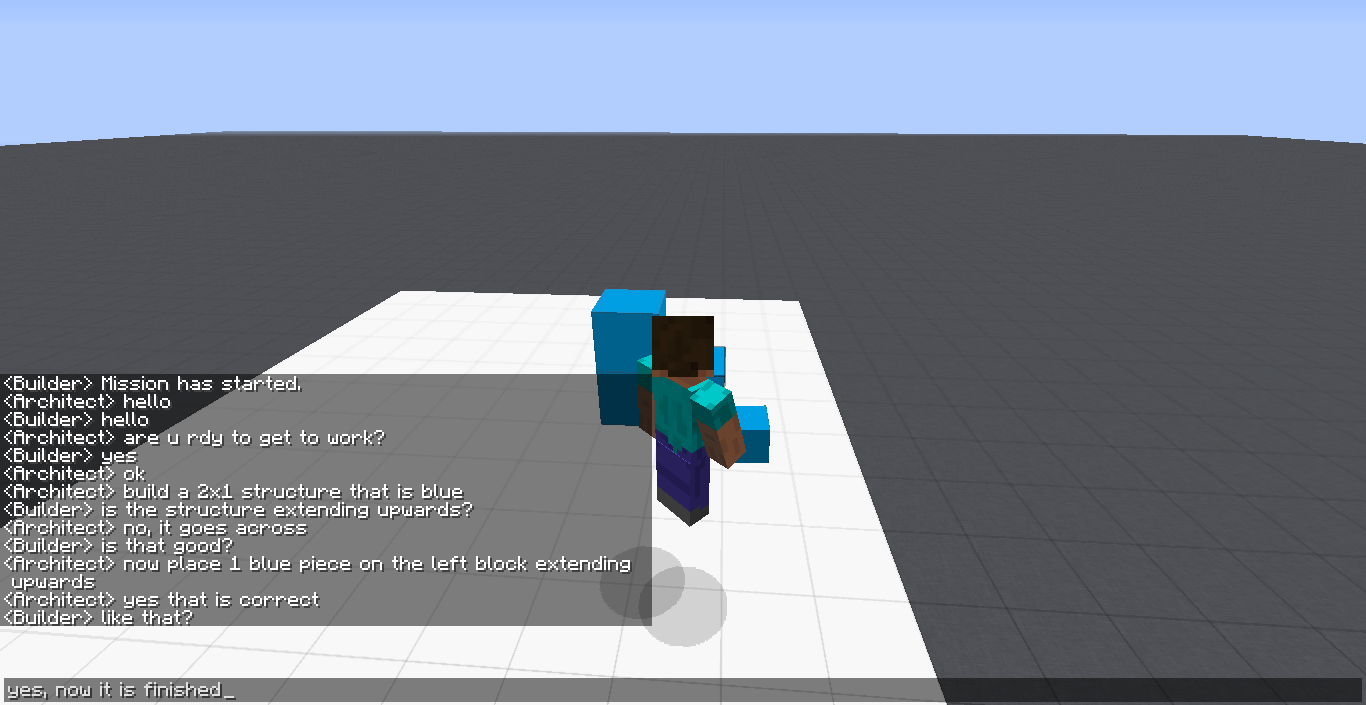 <Builder> Mission has started.
<Architect> hello
<Builder> hello
<Architect> are u rdy to get to work?
<Builder> yes
<Architect> ok
<Architect> build a 2x1 structure that is blue
<Builder> is the structure extending upwards?
<Architect> no, it goes across
<Builder> is that good?
<Architect> now place 1 blue piece on the left block extending
upwards
<Architect> yes that is correct
<Builder> like that?
yes, now it is finished_